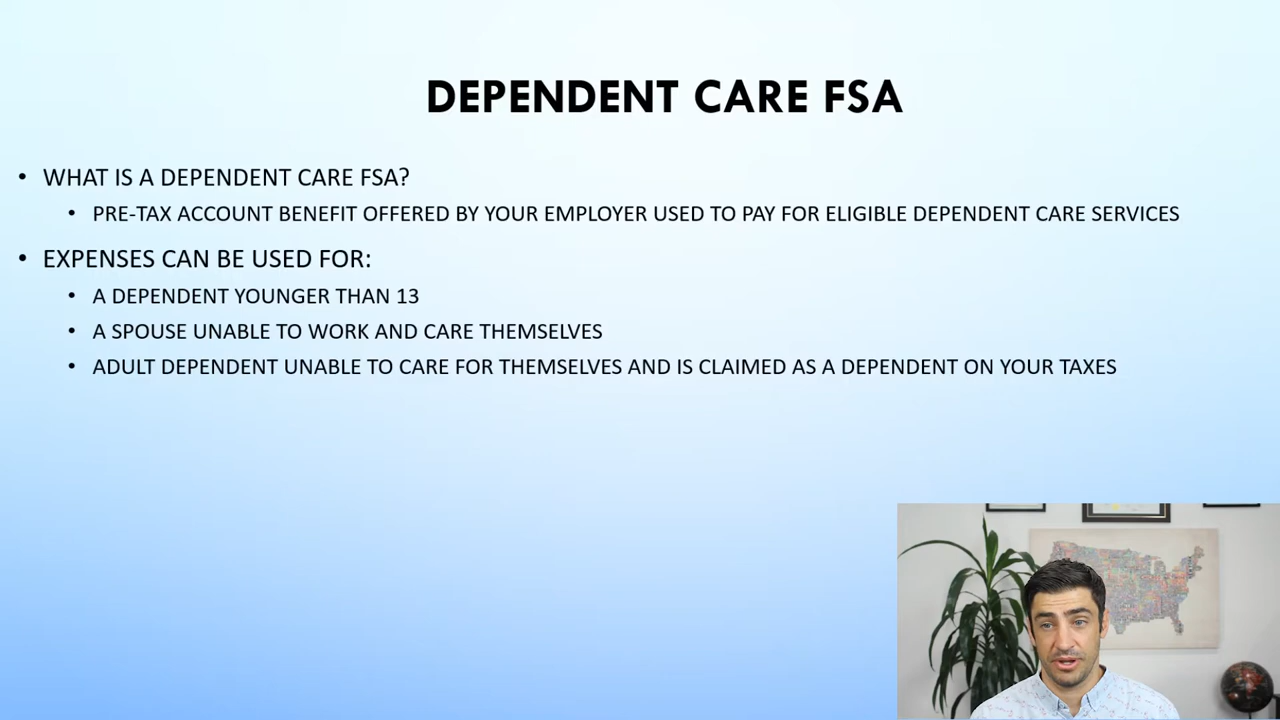 DEPENDENT CARE FSA
• WHAT IS A DEPENDENT CARE FSA?
• PRE-TAX ACCOUNT BENEFIT OFFERED BY YOUR EMPLOYER USED TO PAY FOR ELIGIBLE DEPENDENT CARE SERVICES
• EXPENSES CAN BE USED FOR:
• A DEPENDENT YOUNGER THAN 13
• A SPOUSE UNABLE TO WORK AND CARE THEMSELVES
• ADULT DEPENDENT UNABLE TO CARE FOR THEMSELVES AND IS CLAIMED AS A DEPENDENT ON YOUR TAXES